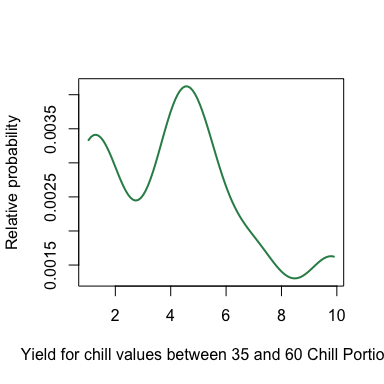 Relative probability
0.0015
0.0025
0.0035
2 4 6 8 10
Yield for chill values between 35 and 60 Chill Portio